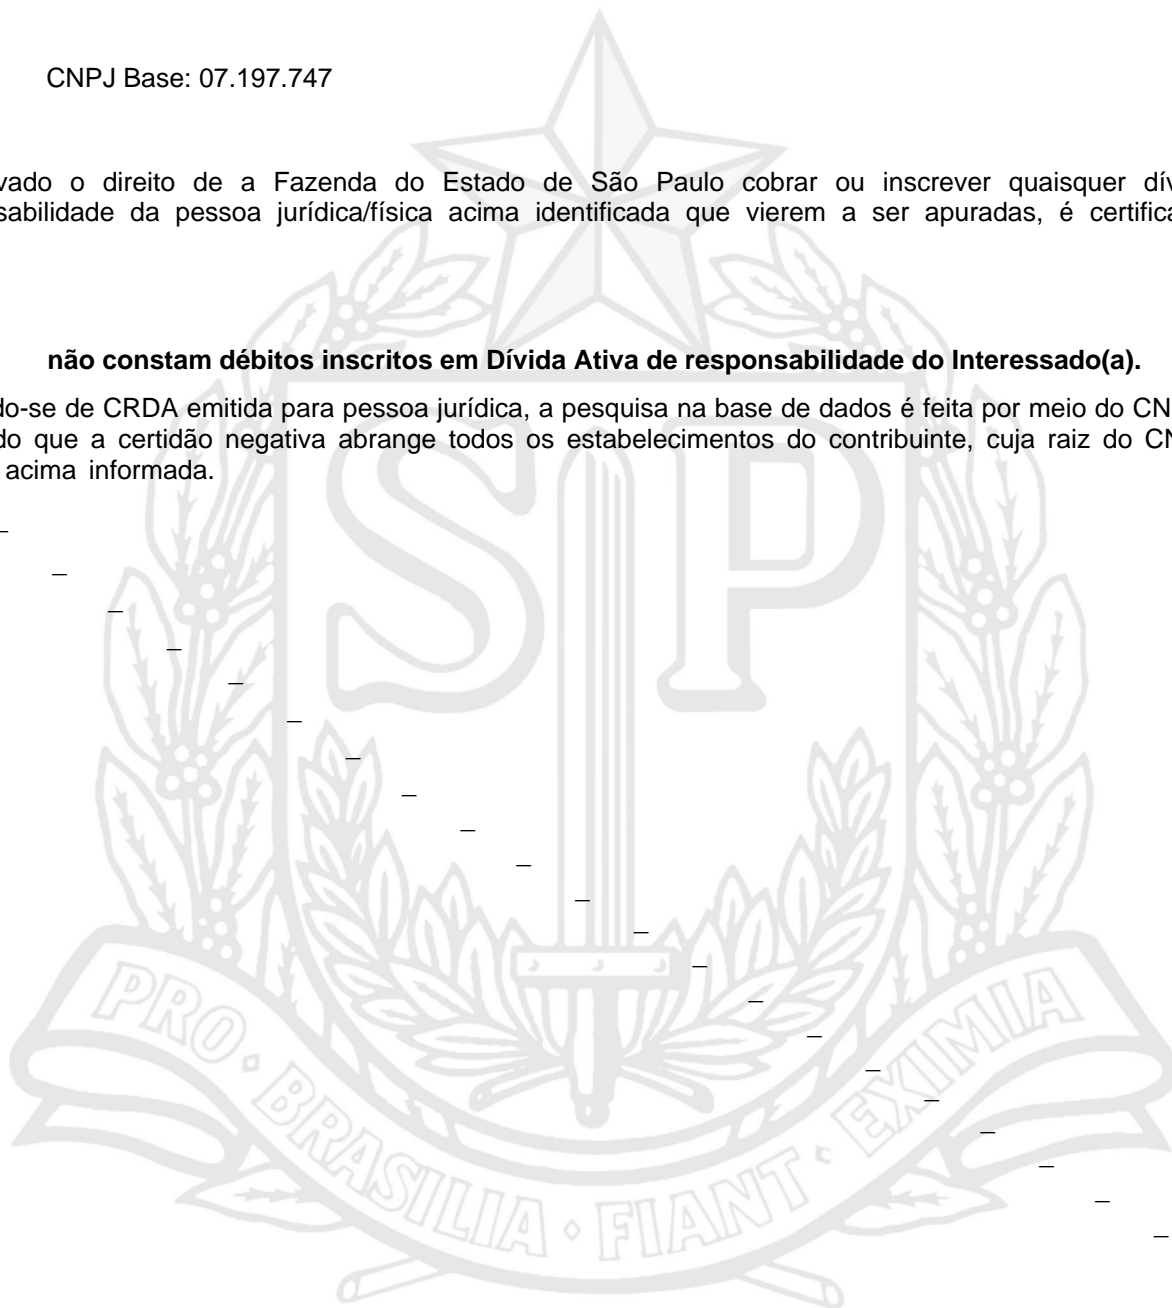 CNPJ Base: 07.197.747
vado o direito de a Fazenda do Estado de São Paulo cobrar ou inscrever quaisquer dív
sabilidade da pessoa jurídica/física acima identificada que vierem a ser apuradas, é certifica
não constam débitos inscritos em Dívida Ativa de responsabilidade do Interessado(a).
do-se de CRDA emitida para pessoa jurídica, a pesquisa na base de dados é feita por meio do CN
do que a certidão negativa abrange todos os estabelecimentos do contribuinte, cuja raiz do CN
acima informada.
SP
PRO • BRASILIA • FIANT • EXIMIA